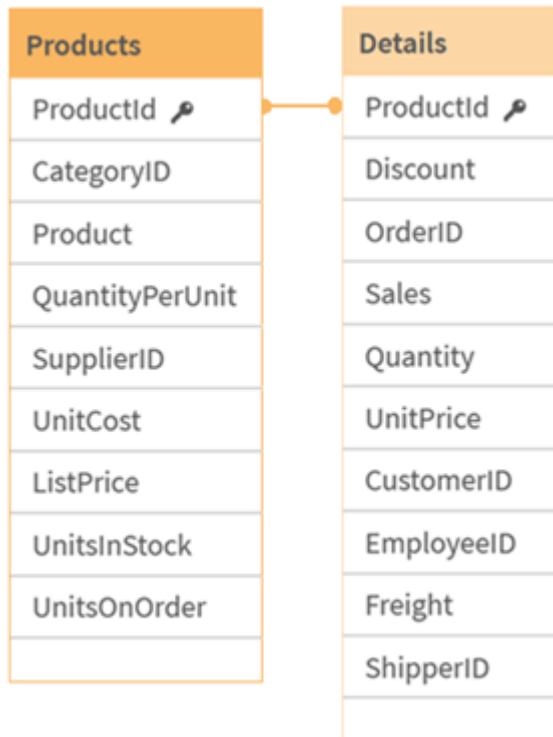 Products
ProductId
CategoryID
Product
QuantityPerUnit
SupplierID
UnitCost
ListPrice
UnitsInStock
UnitsOnOrder
Details
ProductId
Discount
OrderID
Sales
Quantity
UnitPrice
CustomerID
EmployeeID
Freight
ShipperID